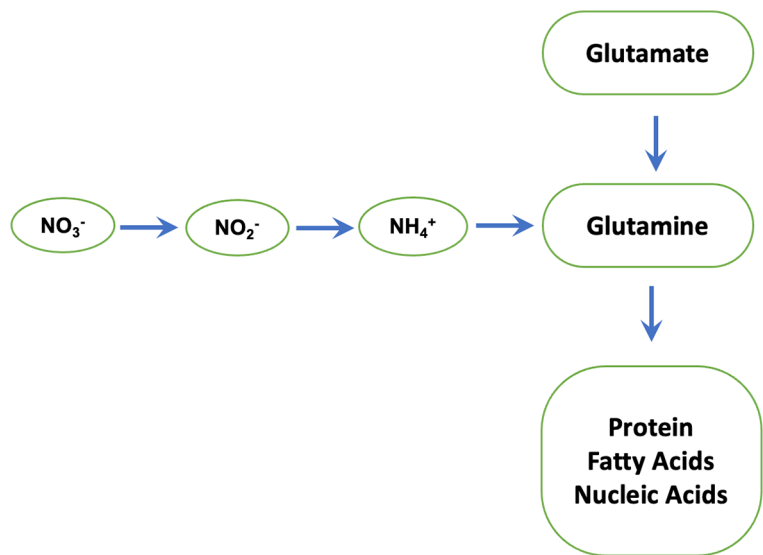 Glutamate
NO₃⁻
NO₂⁻
NH₄⁺
Glutamine
Protein
Fatty Acids
Nucleic Acids